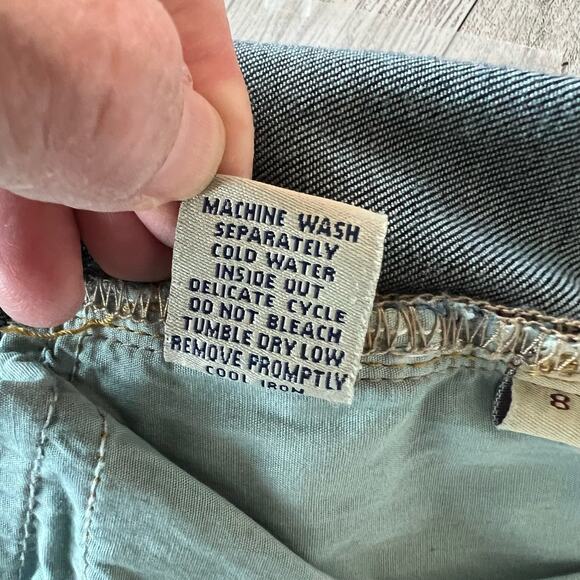 MACHINE WASH
SEPARATELY
COLD WATER
INSIDE OUT
DELICATE CYCLE
DO NOT BLEACH
TUMBLE DRY LOW
REMOVE PROMPTLY
COOL IRON
8